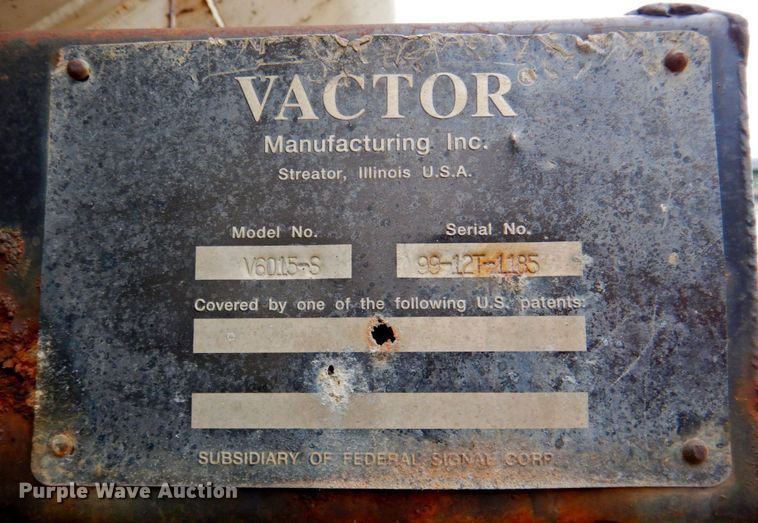 VACTOR®
Manufacturing Inc.
Streator, Illinois U.S.A.
Model No. Serial No.
V6015-S 99-12T-1185
Covered by one of the following U.S. patents:
SUBSIDIARY OF FEDERAL SIGNAL CORP.
Purple Wave Auction